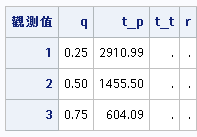 觀測值 q t_p t_t r
1 0.25 2910.99 . .
2 0.50 1455.50 . .
3 0.75 604.09 . .